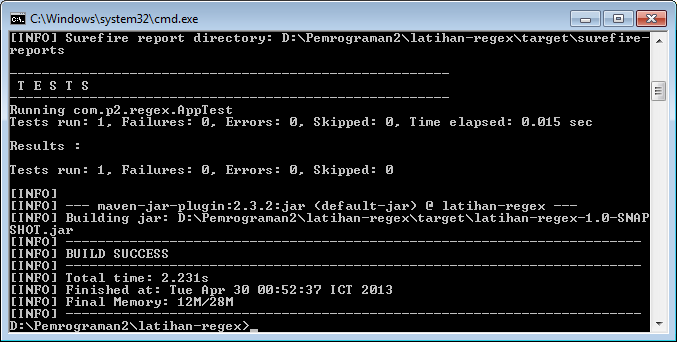 C:\Windows\system32\cmd.exe
[INFO] Surefire report directory: D:\Pemrograman2\latihan-regex\target\surefire-
reports
-------------------------------------------------------
 T E S T S
-------------------------------------------------------
Running com.p2.regex.AppTest
Tests run: 1, Failures: 0, Errors: 0, Skipped: 0, Time elapsed: 0.015 sec
Results :
Tests run: 1, Failures: 0, Errors: 0, Skipped: 0
[INFO]
[INFO] --- maven-jar-plugin:2.3.2:jar (default-jar) @ latihan-regex ---
[INFO] Building jar: D:\Pemrograman2\latihan-regex\target\latihan-regex-1.0-SNAP
SHOT.jar
[INFO] ------------------------------------------------------------------------
[INFO] BUILD SUCCESS
[INFO] ------------------------------------------------------------------------
[INFO] Total time: 2.231s
[INFO] Finished at: Tue Apr 30 00:52:37 ICT 2013
[INFO] Final Memory: 12M/28M
[INFO] ------------------------------------------------------------------------
D:\Pemrograman2\latihan-regex>_